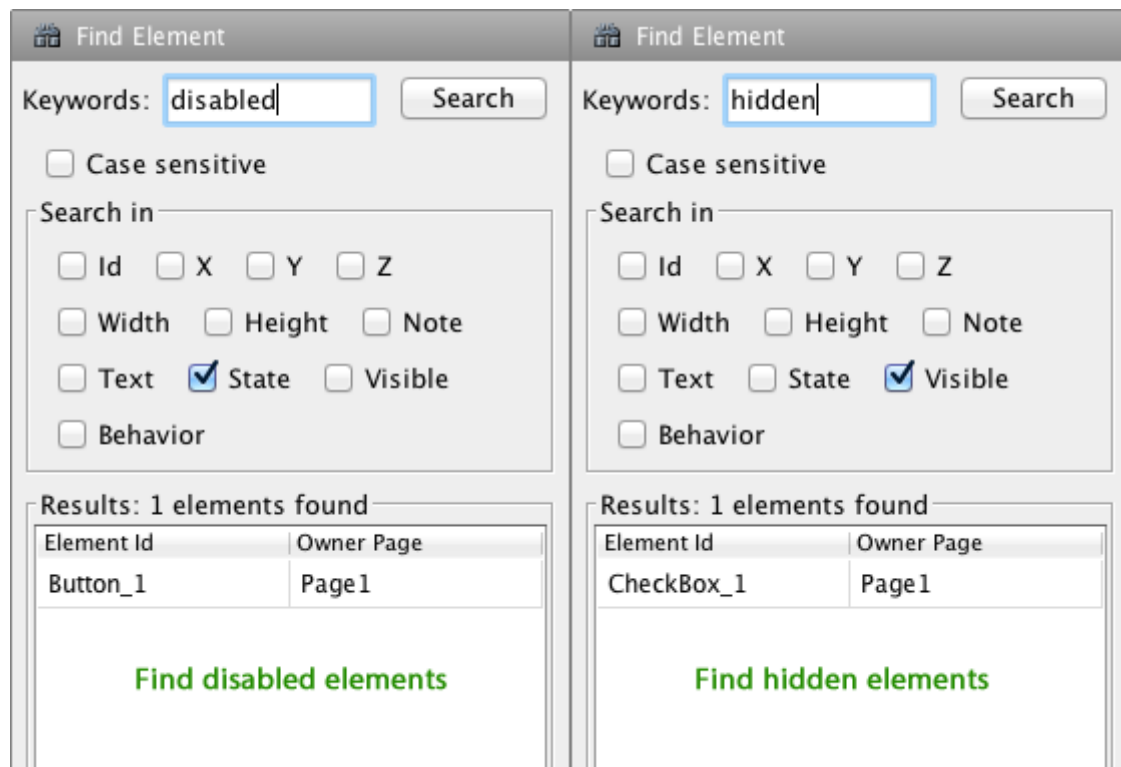 Find Element
Keywords: disabled Search
Case sensitive
Search in
Id X Y Z
Width Height Note
Text State Visible
Behavior
Results: 1 elements found
Element Id Owner Page
Button_1 Page1
Find disabled elements
Find Element
Keywords: hidden Search
Case sensitive
Search in
Id X Y Z
Width Height Note
Text State Visible
Behavior
Results: 1 elements found
Element Id Owner Page
CheckBox_1 Page1
Find hidden elements